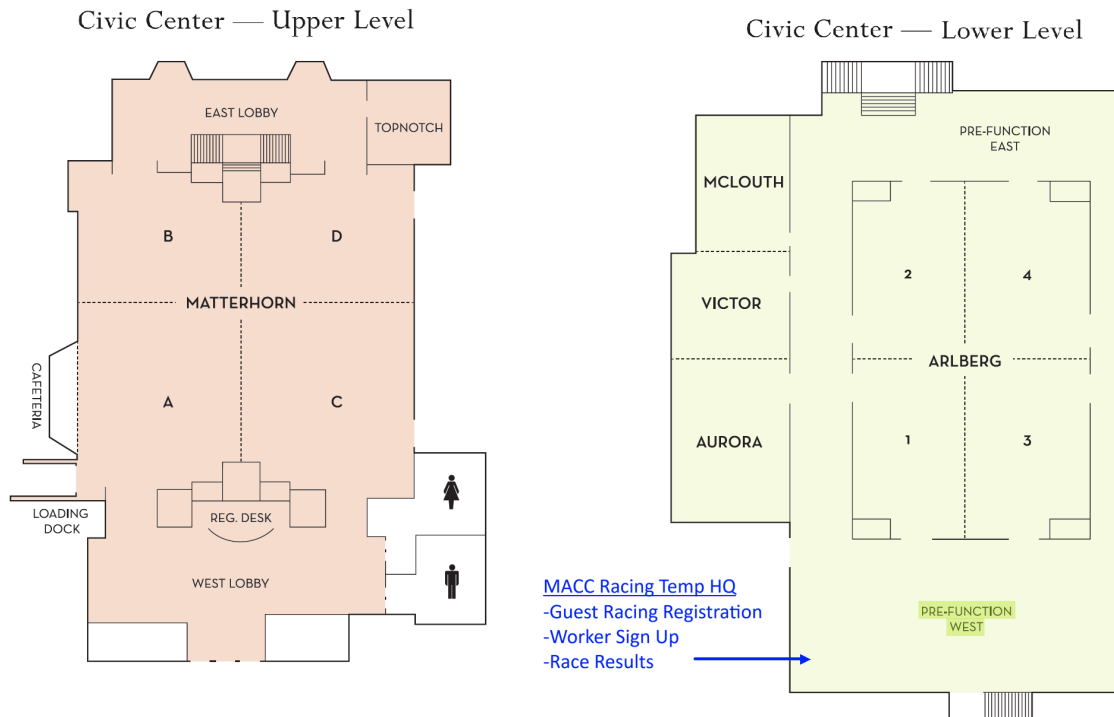 Civic Center — Upper Level
EAST LOBBY
TOPNOTCH
B
D
MATTERHORN
CAFETERIA
A
C
LOADING
DOCK
REG. DESK
WEST LOBBY
Civic Center — Lower Level
PRE-FUNCTION
EAST
MCLOUTH
2
4
VICTOR
ARLBERG
AURORA
1
3
MACC Racing Temp HQ
-Guest Racing Registration
-Worker Sign Up
-Race Results
PRE-FUNCTION
WEST